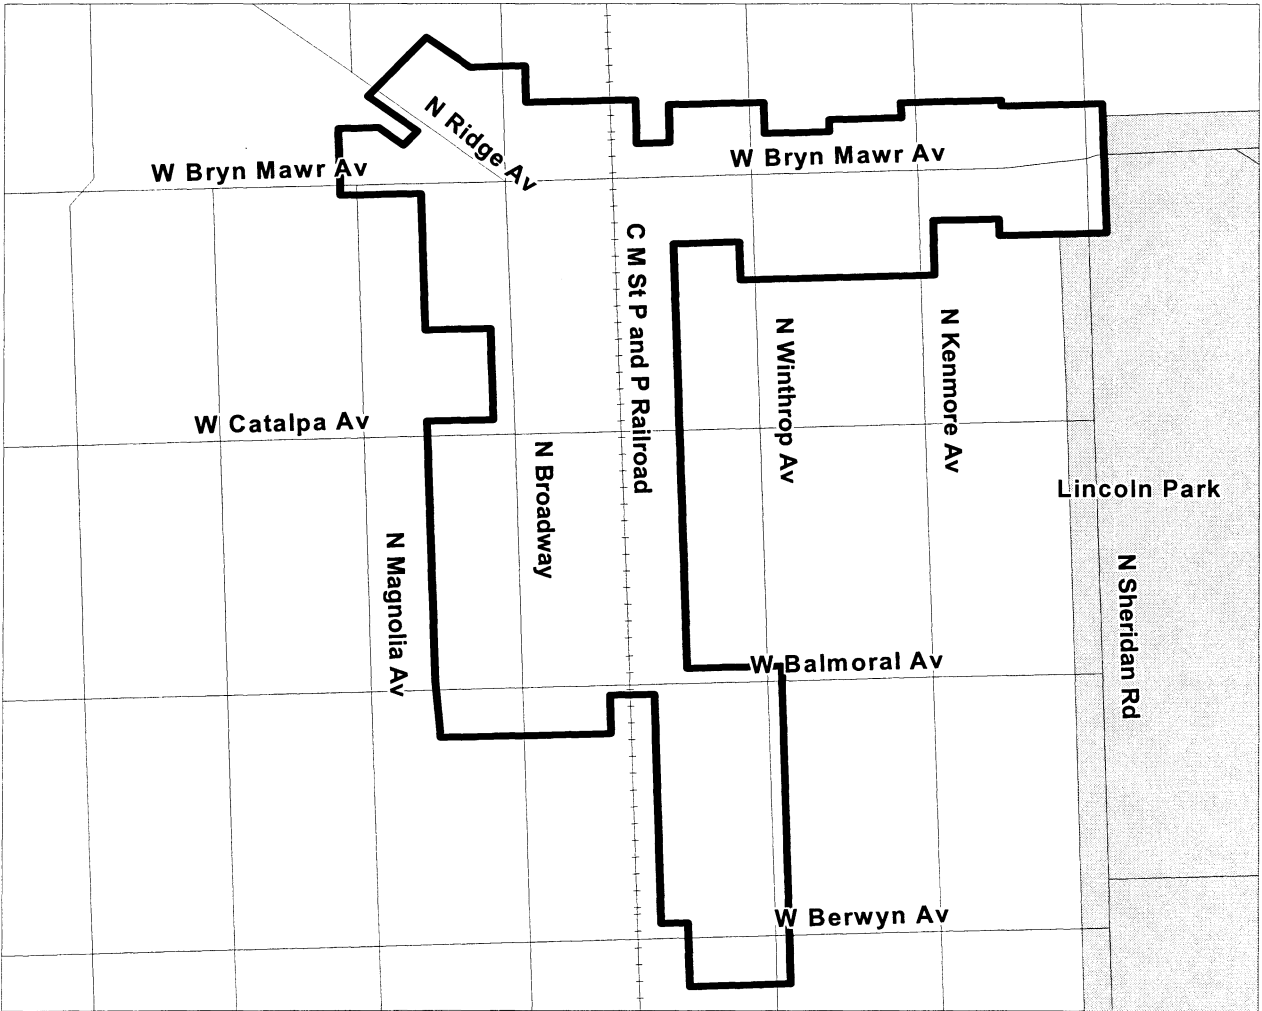 N Ridge Av
W Bryn Mawr Av
W Bryn Mawr Av
C M St P and P Railroad
N Winthrop Av
N Kenmore Av
W Catalpa Av
N Broadway
Lincoln Park
N Magnolia Av
N Sheridan Rd
W Balmoral Av
W Berwyn Av